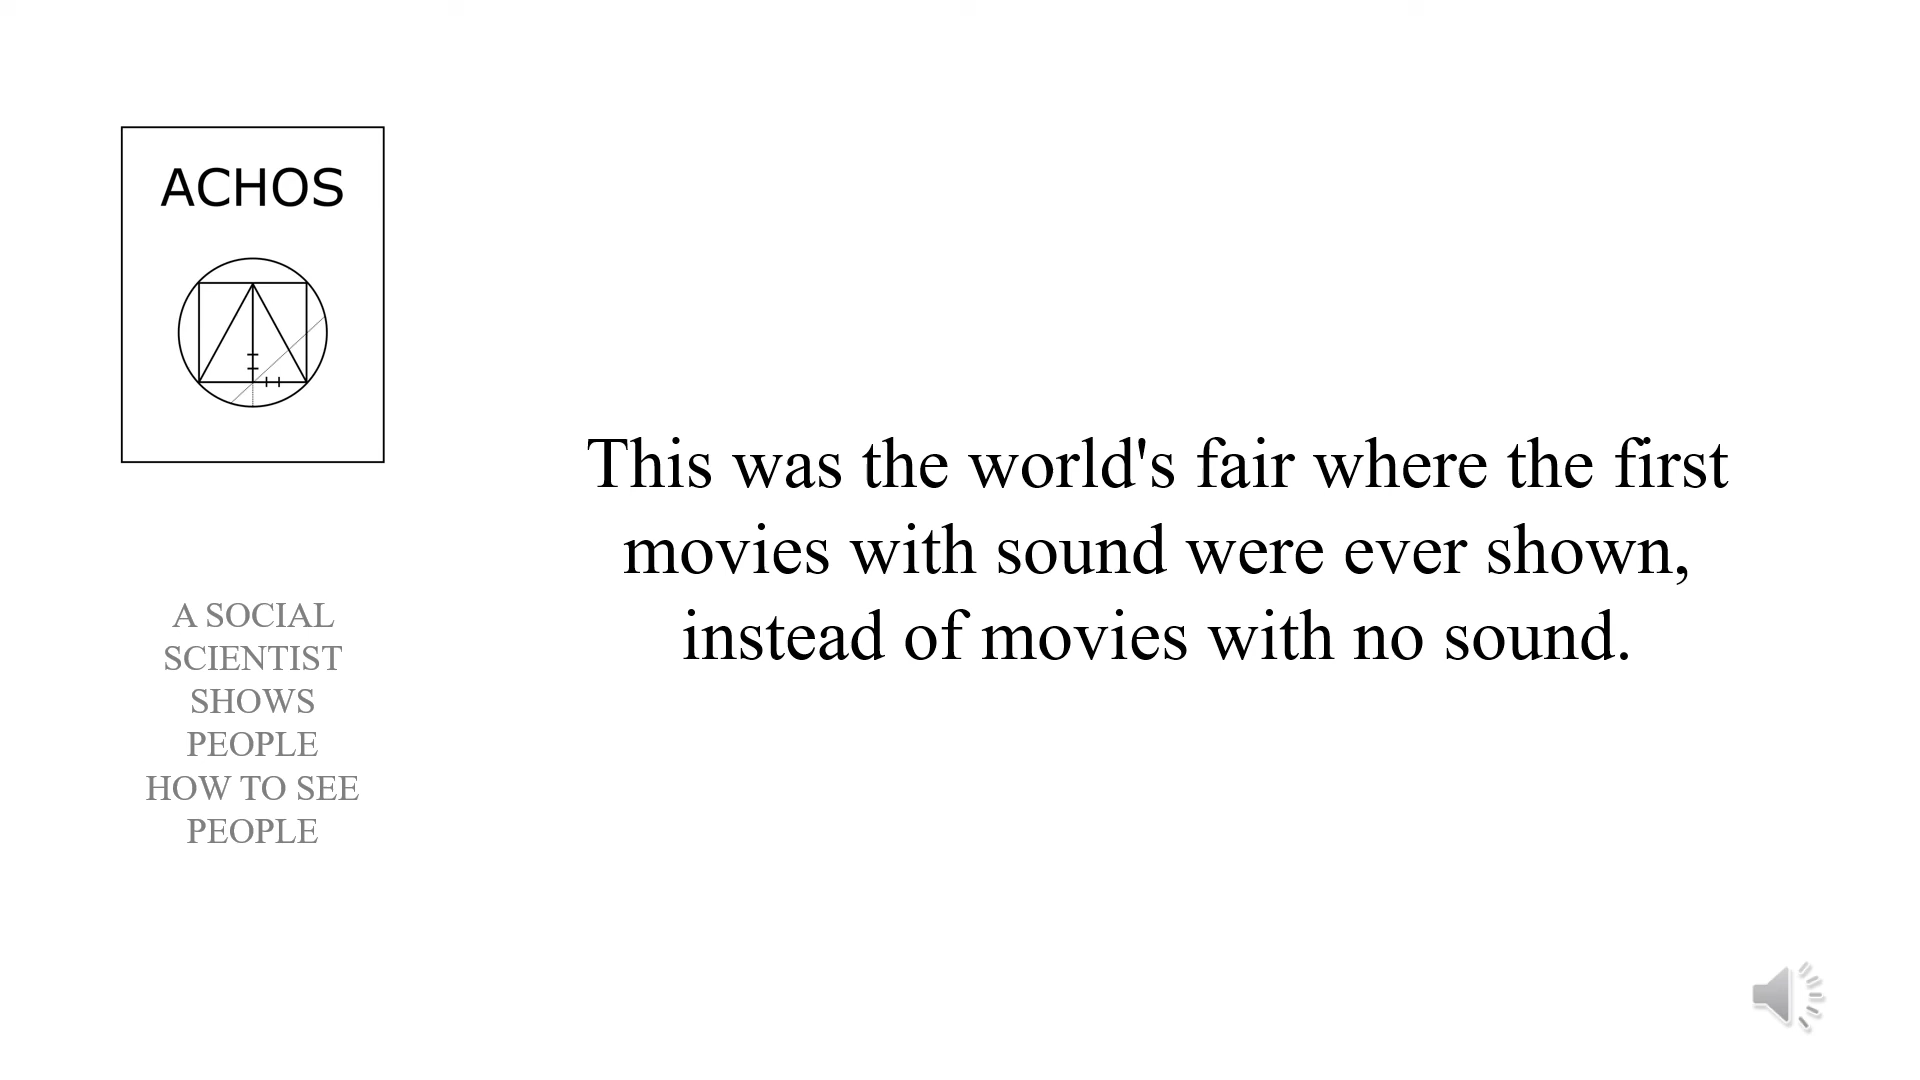 ACHOS
A SOCIAL
SCIENTIST
SHOWS
PEOPLE
HOW TO SEE
PEOPLE
This was the world's fair where the first
movies with sound were ever shown,
instead of movies with no sound.